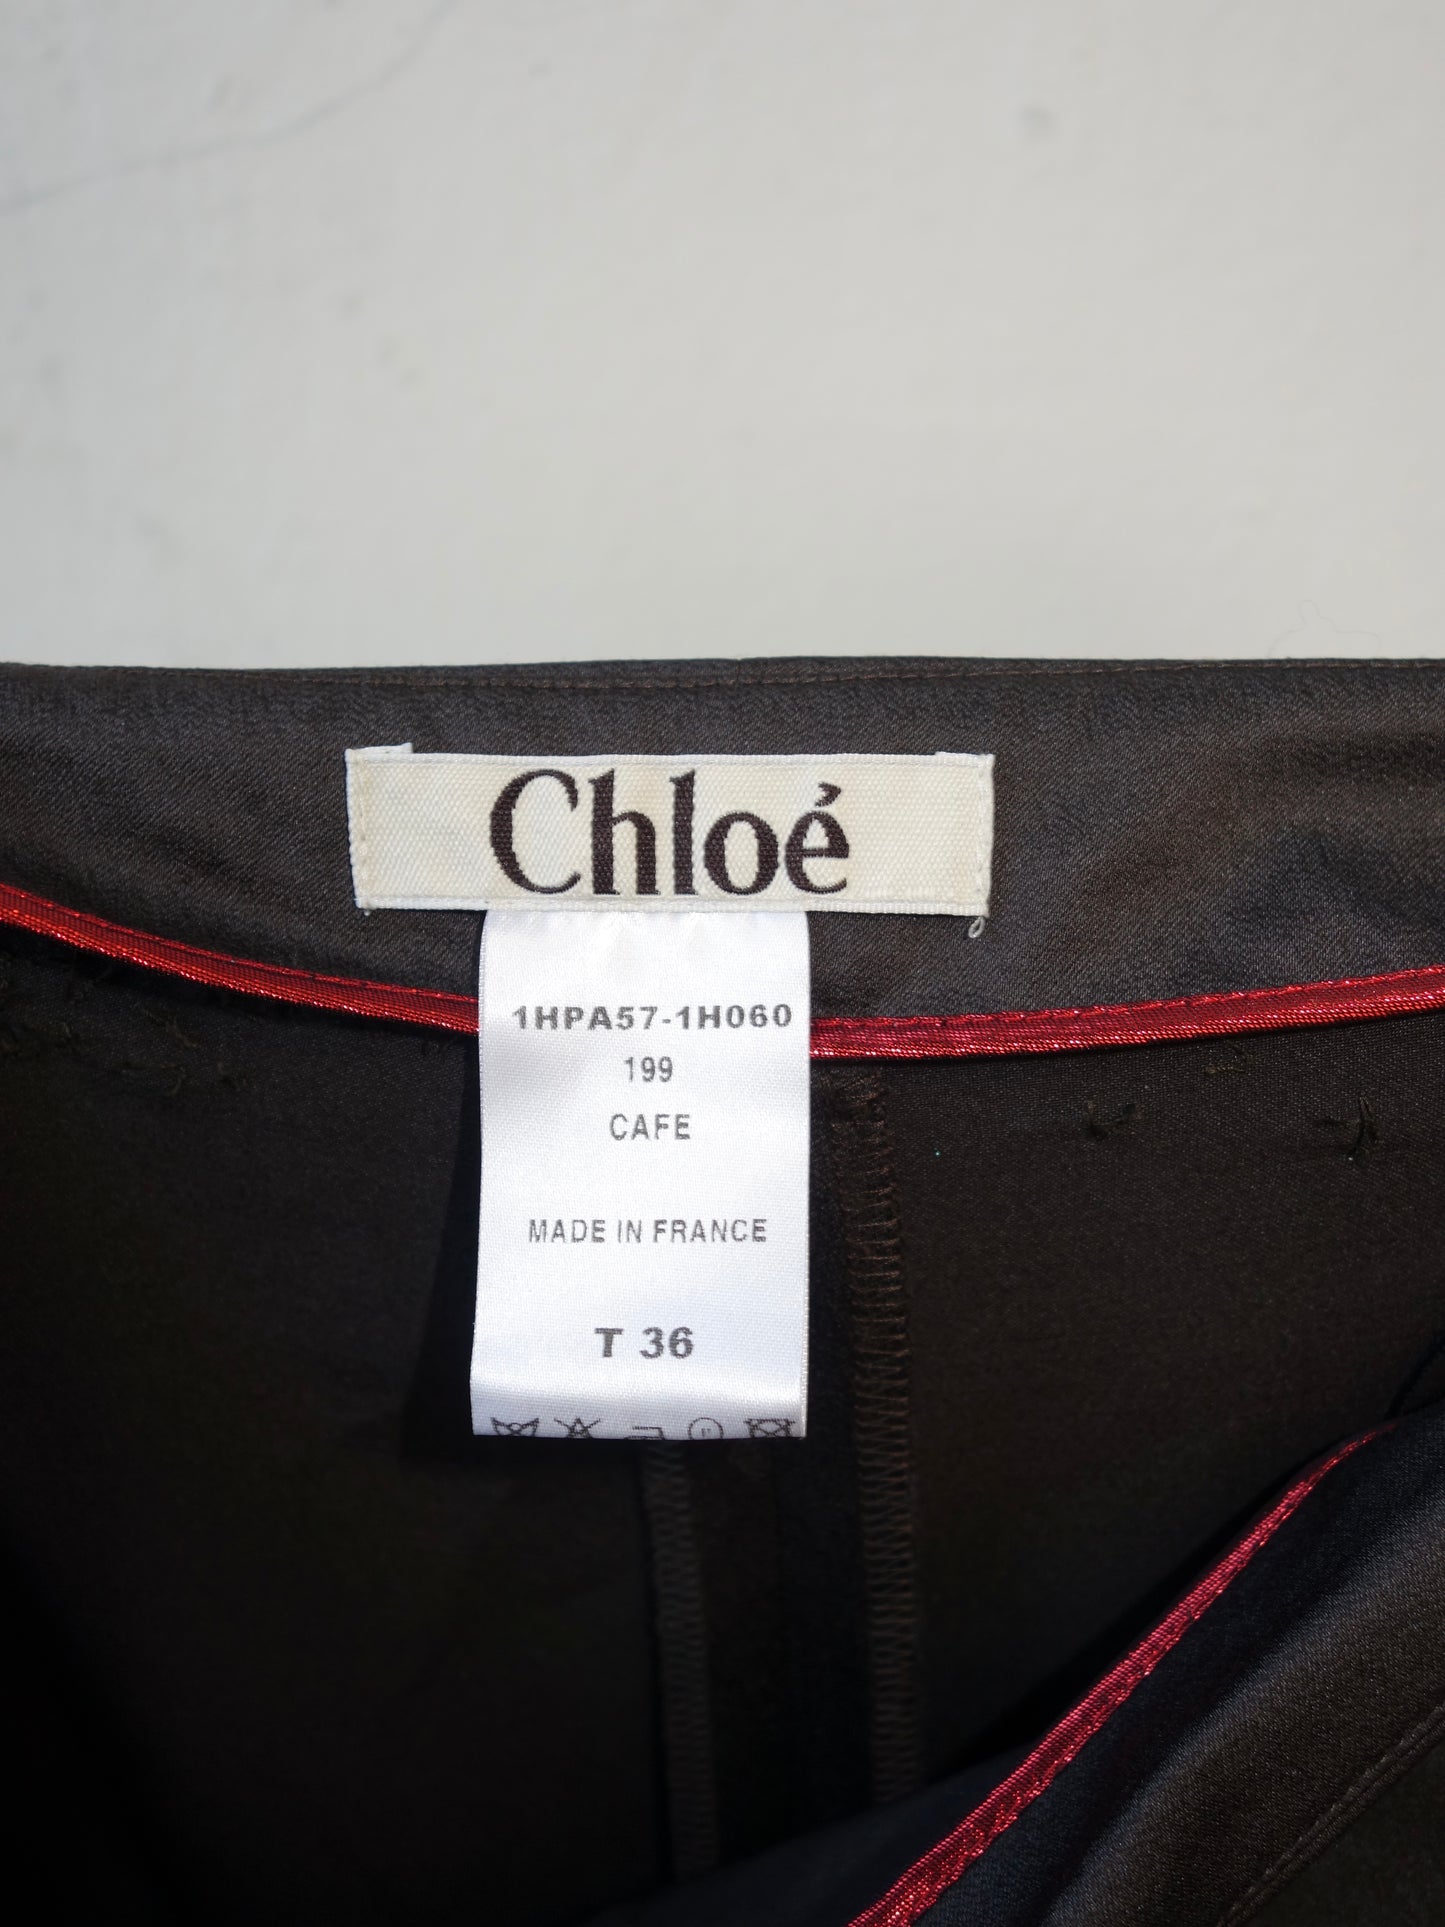 Chloé
1HPA57-1H060
199
CAFE
MADE IN FRANCE
T 36